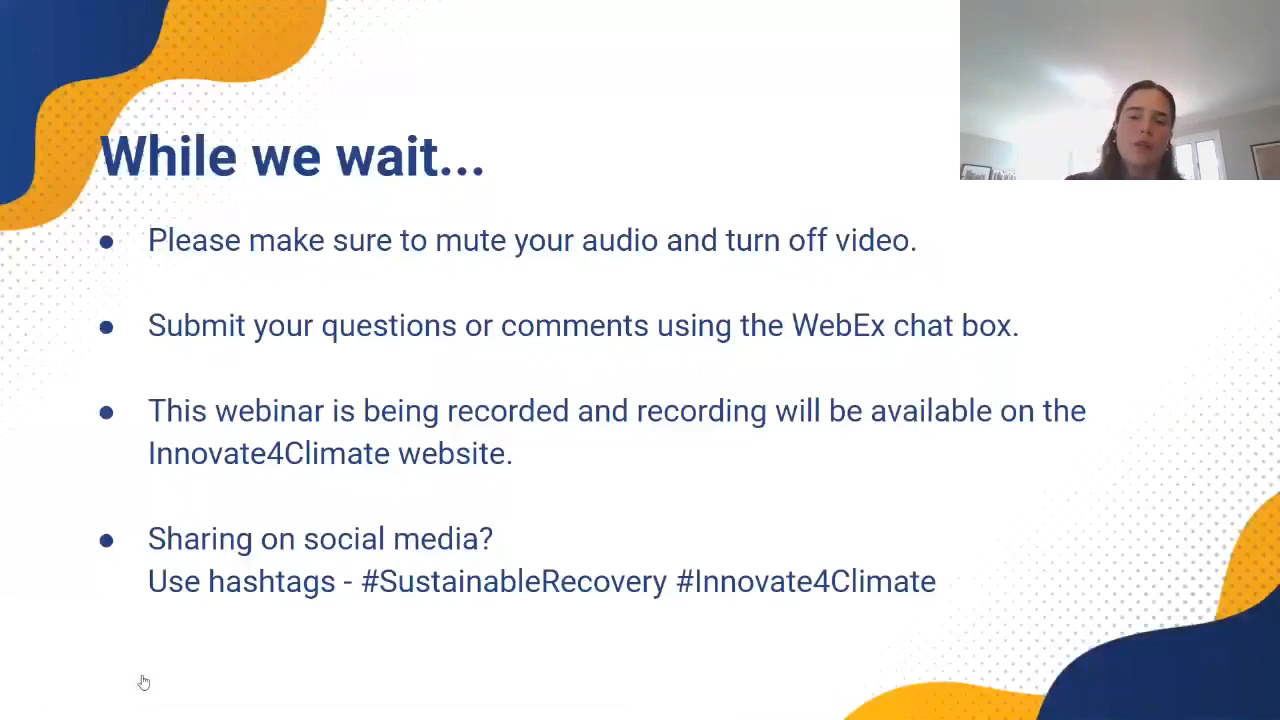 While we wait...
● Please make sure to mute your audio and turn off video.
● Submit your questions or comments using the WebEx chat box.
● This webinar is being recorded and recording will be available on the
Innovate4Climate website.
● Sharing on social media?
Use hashtags - #SustainableRecovery #Innovate4Climate